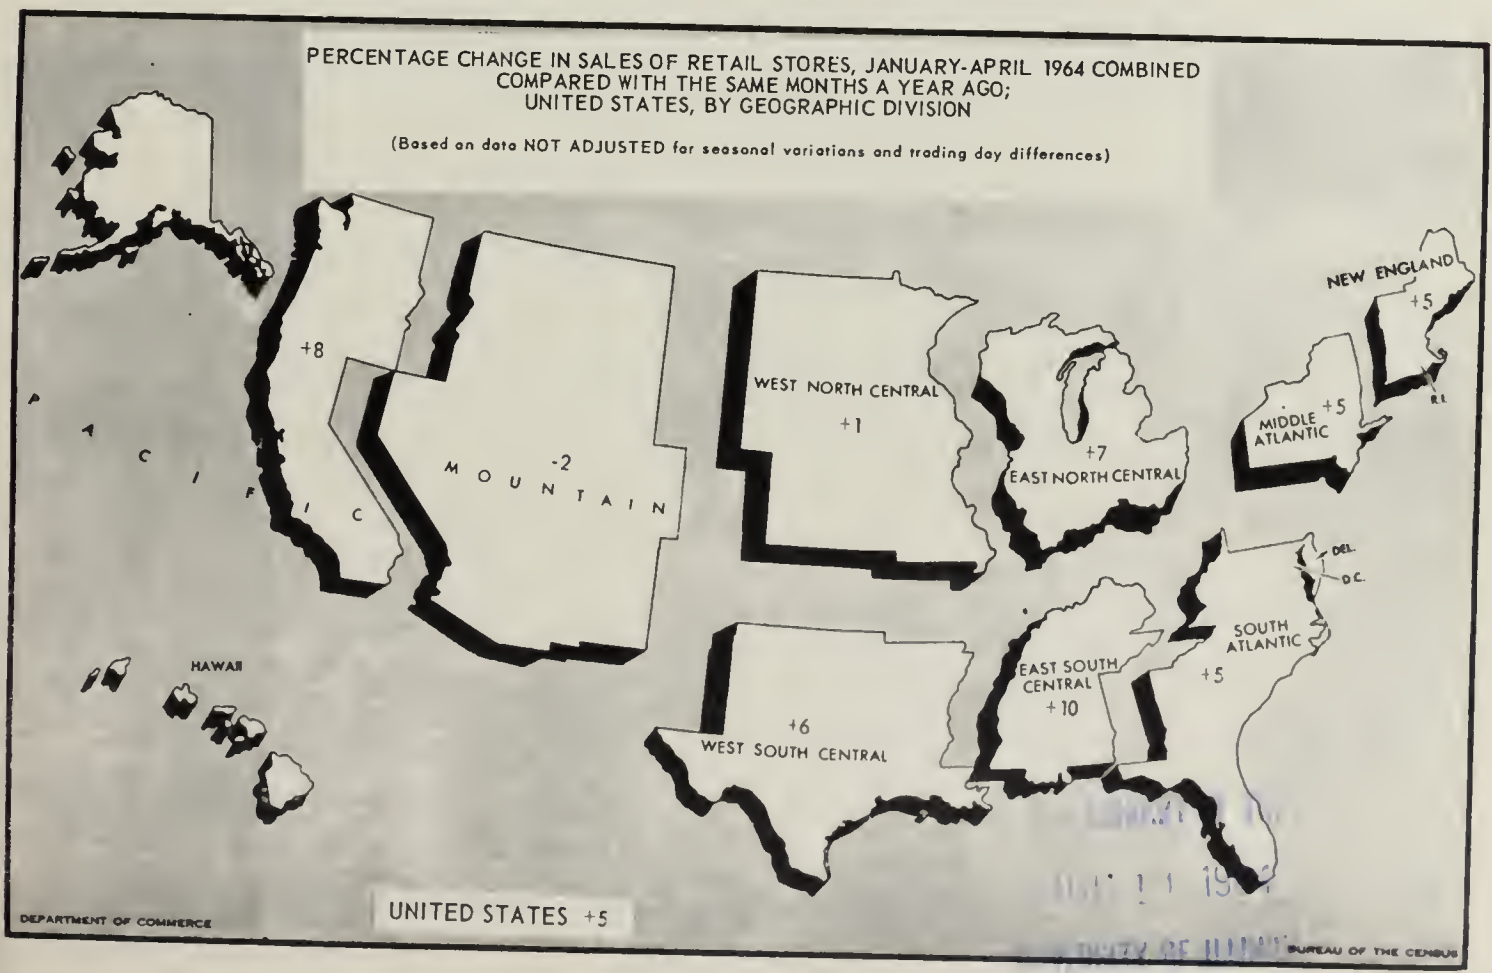 PERCENTAGE CHANGE IN SALES OF RETAIL STORES, JANUARY-APRIL 1964 COMBINED
COMPARED WITH THE SAME MONTHS A YEAR AGO;
UNITED STATES, BY GEOGRAPHIC DIVISION
(Based on data NOT ADJUSTED for seasonal variations and trading day differences)
NEW ENGLAND
+5
R.I.
+8
PACIFIC
WEST NORTH CENTRAL
+1
MIDDLE +5
ATLANTIC
-2
MOUNTAIN
+7
EAST NORTH CENTRAL
DEL.
D.C.
SOUTH
ATLANTIC
+5
HAWAII
EAST SOUTH
CENTRAL
+10
+6
WEST SOUTH CENTRAL
UNITED STATES +5
DEPARTMENT OF COMMERCE
BUREAU OF THE CENSUS